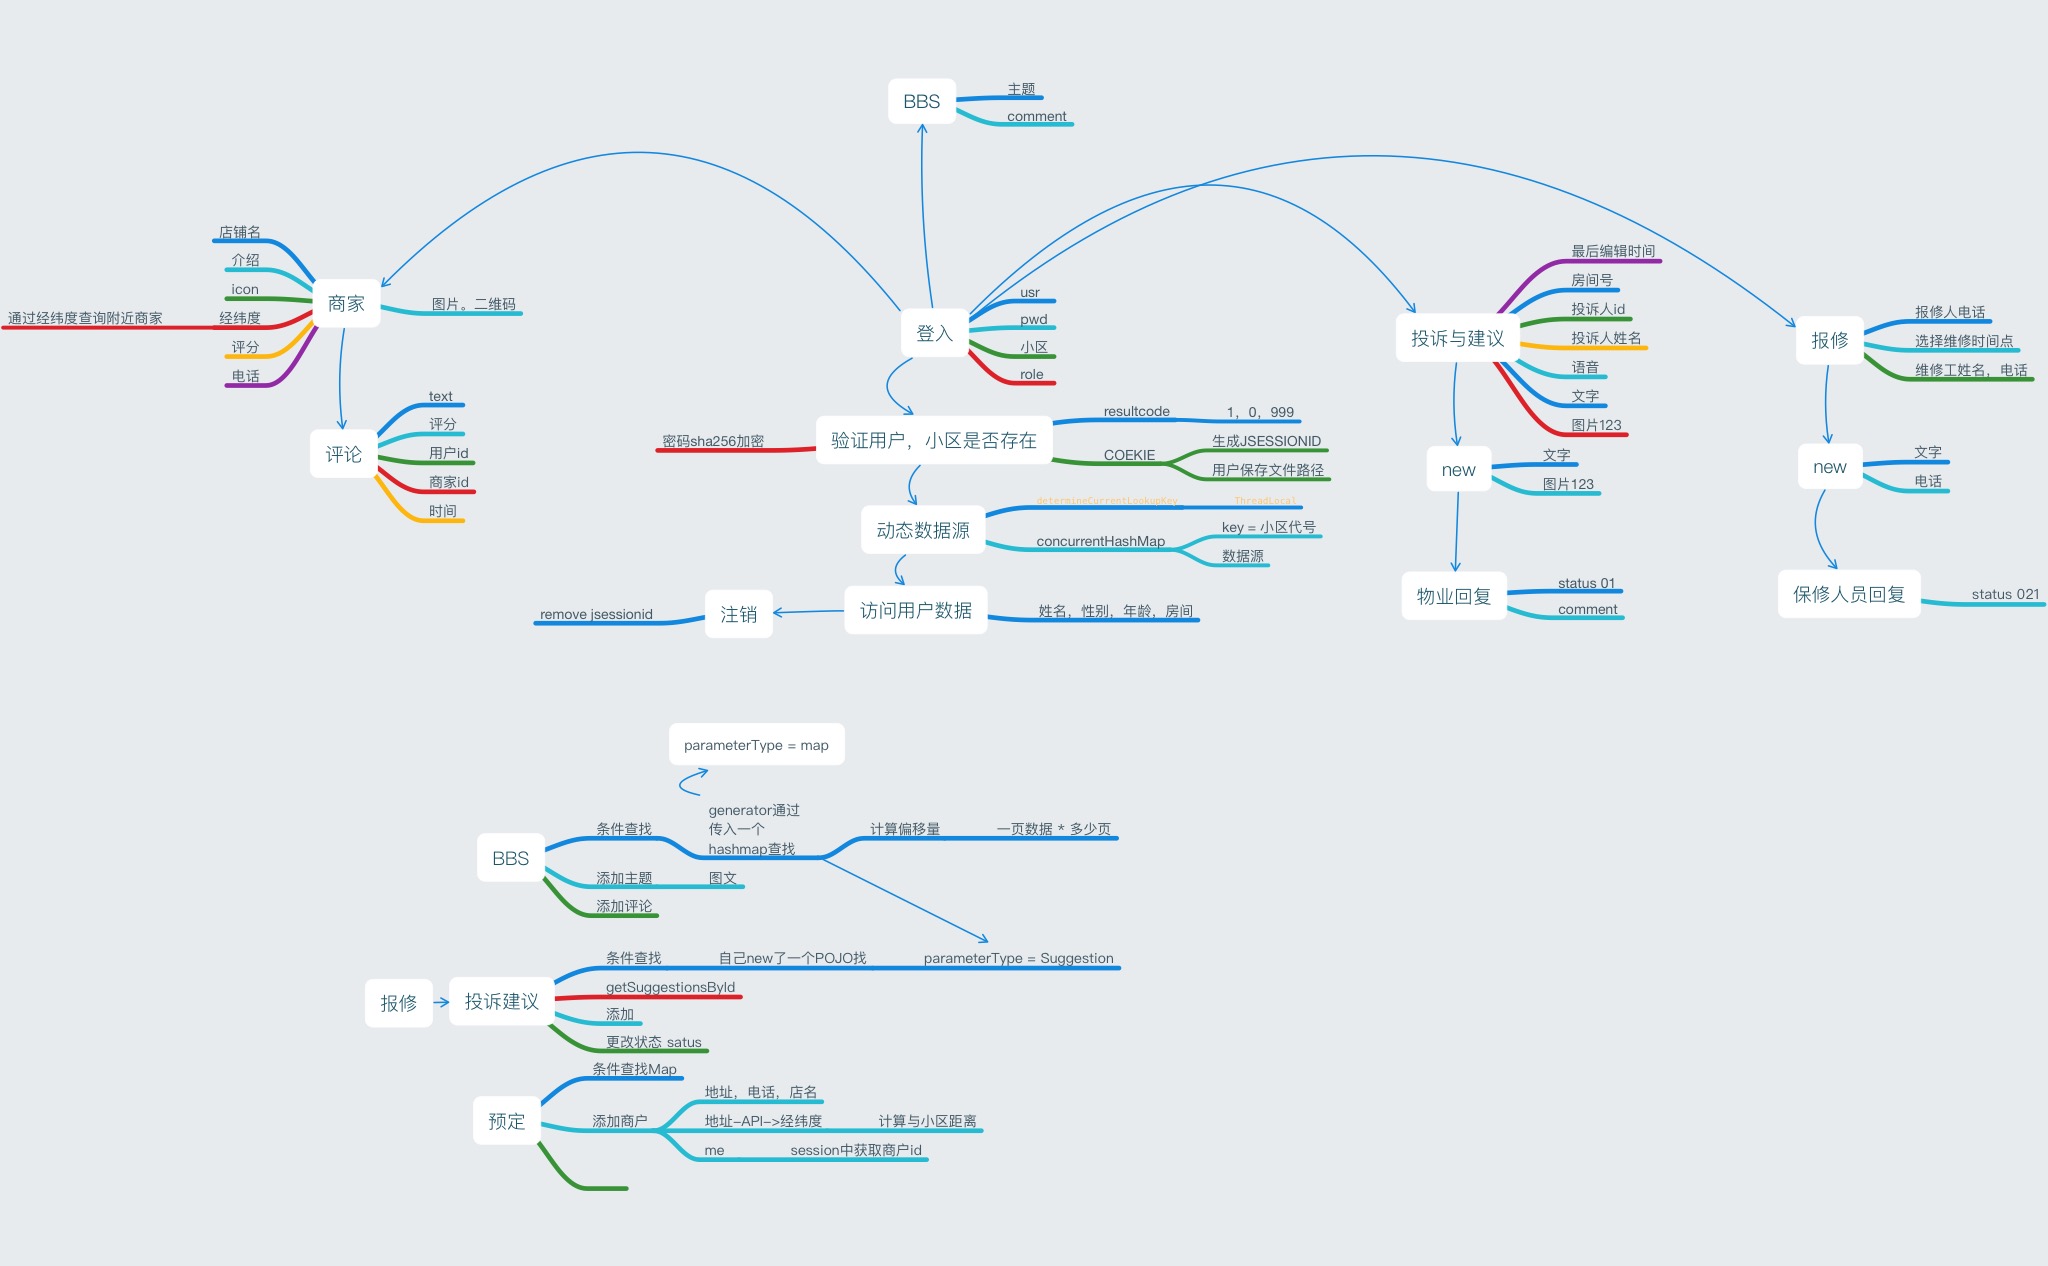 BBS
主题
comment
店铺名
介绍
icon
经纬度
通过经纬度查询附近商家
评分
电话
商家
图片。二维码
评论
text
评分
用户id
商家id
时间
登入
usr
pwd
小区
role
验证用户，小区是否存在
密码sha256加密
resultcode
1，0，999
COEKIE
生成JSESSIONID
用户保存文件路径
动态数据源
determineCurrentLookupKey
ThreadLocal
concurrentHashMap
key = 小区代号
数据源
访问用户数据
姓名，性别，年龄，房间
注销
remove jsessionid
投诉与建议
最后编辑时间
房间号
投诉人id
投诉人姓名
语音
文字
图片123
new
文字
图片123
物业回复
status 01
comment
报修
报修人电话
选择维修时间点
维修工姓名，电话
new
文字
电话
保修人员回复
status 021
parameterType = map
BBS
条件查找
generator通过
传入一个
hashmap查找
计算偏移量
一页数据 * 多少页
添加主题
图文
添加评论
报修
投诉建议
条件查找
自己new了一个POJO找
parameterType = Suggestion
getSuggestionsById
添加
更改状态 satus
预定
条件查找Map
添加商户
地址，电话，店名
地址-API->经纬度
计算与小区距离
me
session中获取商户id